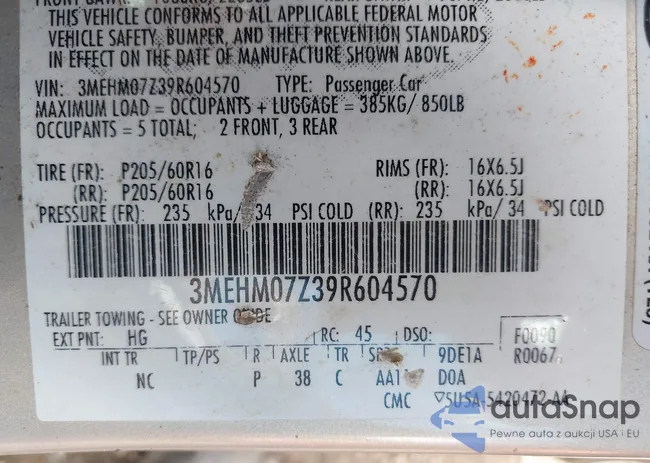 THIS VEHICLE CONFORMS TO ALL APPLICABLE FEDERAL MOTOR
VEHICLE SAFETY, BUMPER, AND THEFT PREVENTION STANDARDS
IN EFFECT ON THE DATE OF MANUFACTURE SHOWN ABOVE.
VIN: 3MEHM07Z39R604570 TYPE: Passenger Car
MAXIMUM LOAD = OCCUPANTS + LUGGAGE = 385KG/ 850LB
OCCUPANTS = 5 TOTAL; 2 FRONT, 3 REAR
TIRE (FR): P205/60R16 RIMS (FR): 16X6.5J
(RR): P205/60R16 (RR): 16X6.5J
PRESSURE (FR): 235 kPa/ 34 PSI COLD (RR): 235 kPa/ 34 PSI COLD
3MEHM07Z39R604570
TRAILER TOWING - SEE OWNER
EXT PNT: HG RC: 45 DSO: F0090
INT TR TP/PS R AXLE TR 9DE1A R0067
NC P 38 C AA1 D0A
CMC
autaSnap
Pewne auta z aukcji USA i EU